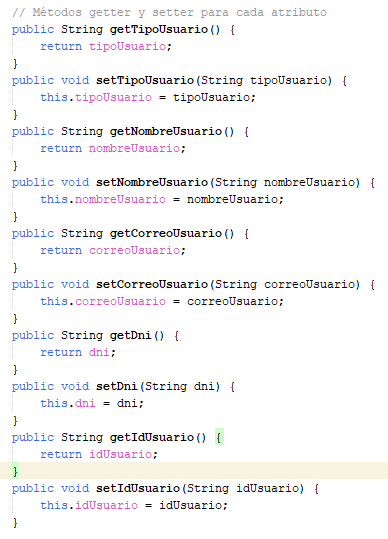 // Métodos getter y setter para cada atributo
public String getTipoUsuario() {
    return tipoUsuario;
}
public void setTipoUsuario(String tipoUsuario) {
    this.tipoUsuario = tipoUsuario;
}
public String getNombreUsuario() {
    return nombreUsuario;
}
public void setNombreUsuario(String nombreUsuario) {
    this.nombreUsuario = nombreUsuario;
}
public String getCorreoUsuario() {
    return correoUsuario;
}
public void setCorreoUsuario(String correoUsuario) {
    this.correoUsuario = correoUsuario;
}
public String getDni() {
    return dni;
}
public void setDni(String dni) {
    this.dni = dni;
}
public String getIdUsuario() {
    return idUsuario;
}
public void setIdUsuario(String idUsuario) {
    this.idUsuario = idUsuario;
}